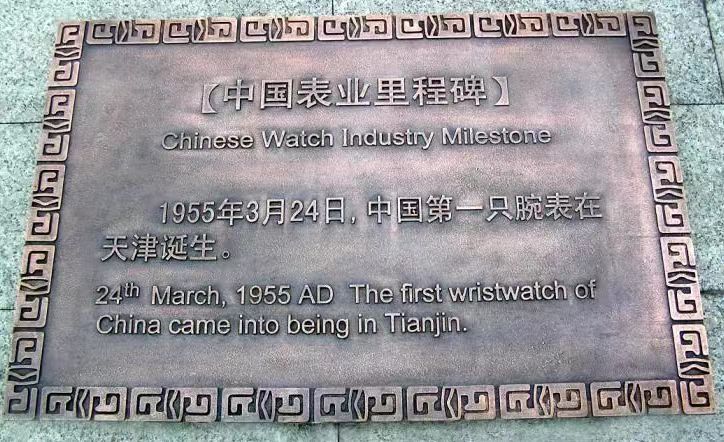 【中国表业里程碑】
Chinese Watch Industry Milestone
1955年3月24日, 中国第一只腕表在
天津诞生。
24th March, 1955 AD The first wristwatch of
China came into being in Tianjin.